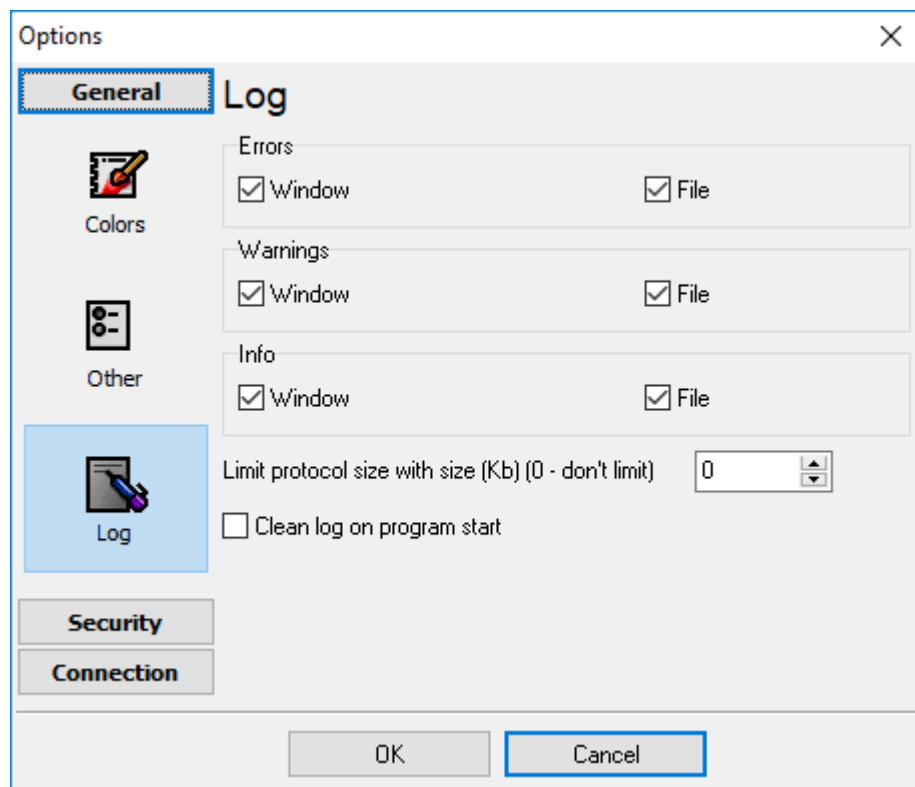 Options
General
Log
Errors
Window File
Colors
Warnings
Window File
Other
Info
Window File
Limit protocol size with size (Kb) (0 - don't limit) 0
Log
Clean log on program start
Security
Connection
OK Cancel